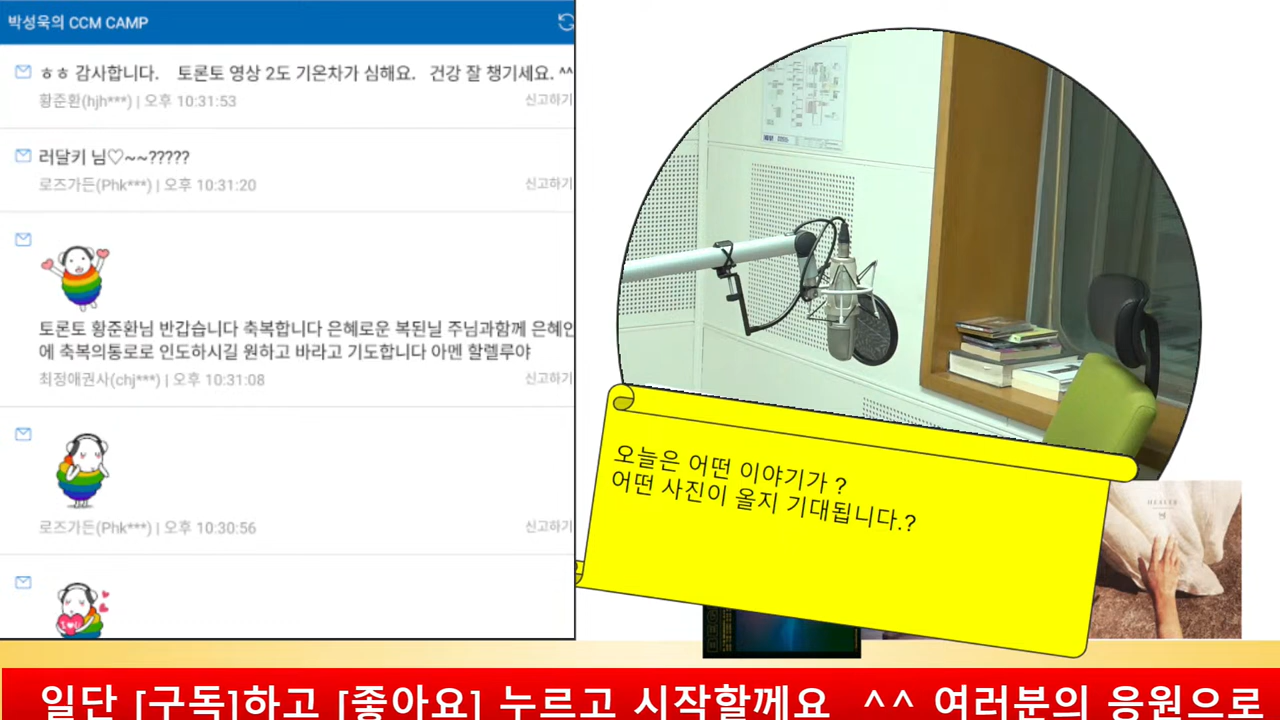 박성욱의 CCM CAMP
ㅎㅎ 감사합니다. 토론토 영상 2도 기온차가 심해요. 건강 잘 챙기세요. ^^
황준환(hjh***) | 오후 10:31:53
신고하기
러달키 님♡~~?????
로즈가든(Phk***) | 오후 10:31:20
신고하기
토론토 황준환님 반갑습니다 축복합니다 은혜로운 복된닐 주님과함께 은혜안
에 축복의통로로 인도하시길 원하고 바라고 기도합니다 아멘 할렐루야
최정애권사(chj***) | 오후 10:31:08
신고하기
로즈가든(Phk***) | 오후 10:30:56
신고하기
오늘은 어떤 이야기가 ?
어떤 사진이 올지 기대됩니다.?
일단 [구독]하고 [좋아요] 누르고 시작할께요 ^^ 여러분의 응원으로